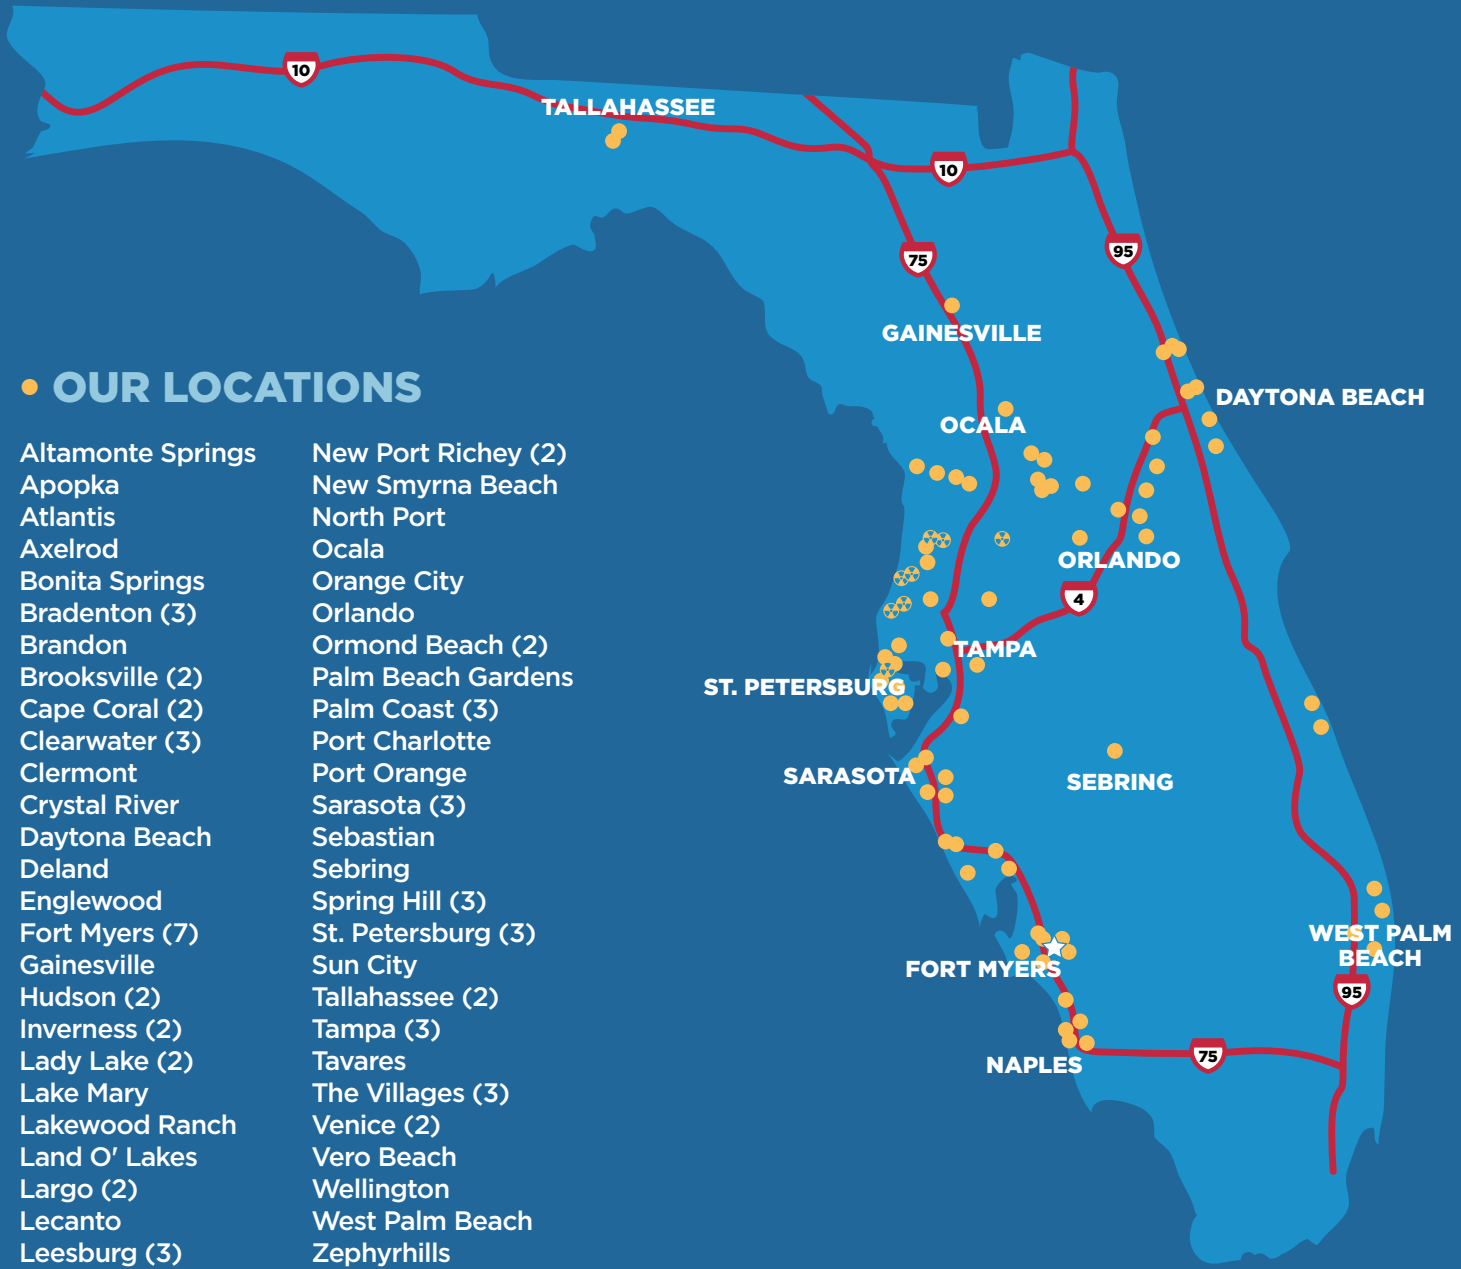 10
TALLAHASSEE
10
75
95
GAINESVILLE
DAYTONA BEACH
OCALA
ORLANDO
4
TAMPA
ST. PETERSBURG
SARASOTA
SEBRING
FORT MYERS
WEST PALM
BEACH
95
75
NAPLES
OUR LOCATIONS
Altamonte Springs
Apopka
Atlantis
Axelrod
Bonita Springs
Bradenton (3)
Brandon
Brooksville (2)
Cape Coral (2)
Clearwater (3)
Clermont
Crystal River
Daytona Beach
Deland
Englewood
Fort Myers (7)
Gainesville
Hudson (2)
Inverness (2)
Lady Lake (2)
Lake Mary
Lakewood Ranch
Land O' Lakes
Largo (2)
Lecanto
Leesburg (3)
New Port Richey (2)
New Smyrna Beach
North Port
Ocala
Orange City
Orlando
Ormond Beach (2)
Palm Beach Gardens
Palm Coast (3)
Port Charlotte
Port Orange
Sarasota (3)
Sebastian
Sebring
Spring Hill (3)
St. Petersburg (3)
Sun City
Tallahassee (2)
Tampa (3)
Tavares
The Villages (3)
Venice (2)
Vero Beach
Wellington
West Palm Beach
Zephyrhills